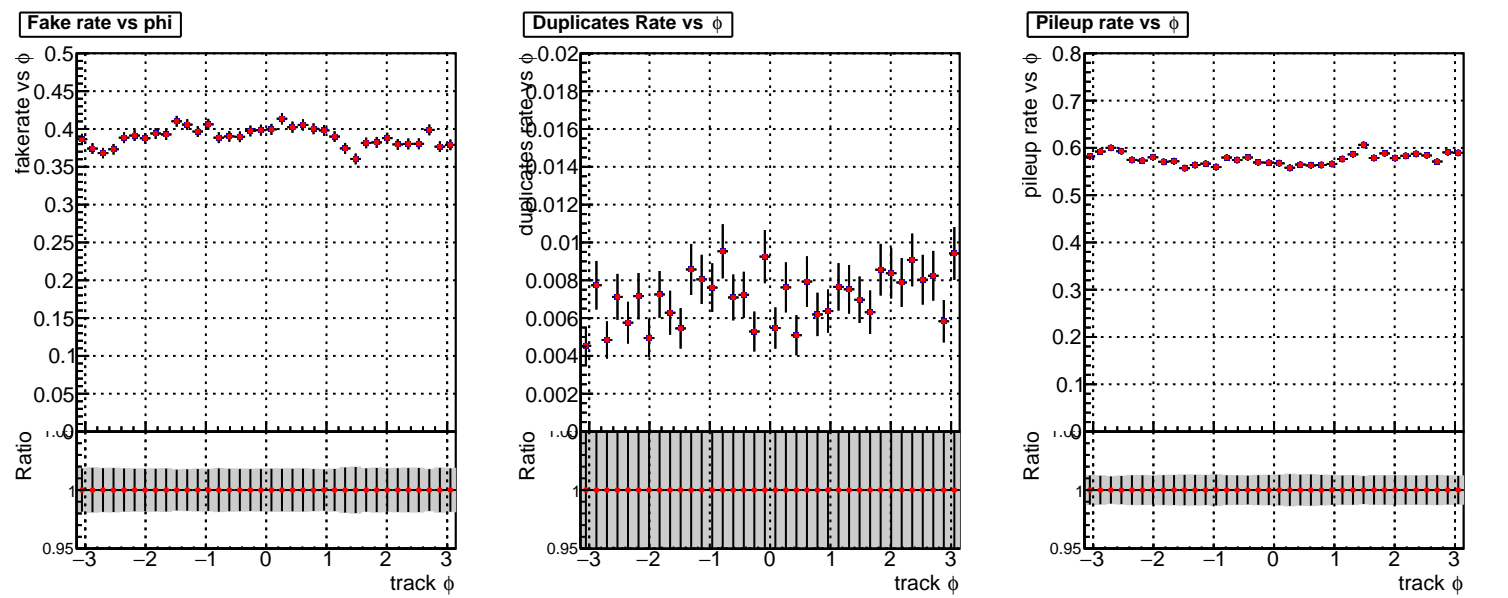 Fake rate vs phi
fakerate vs ϕ
0.5
0.45
0.4
0.35
0.3
0.25
0.2
0.15
0.1
0.05
Ratio
1
0.95
−3 −2 −1 0 1 2 3
track ϕ
Duplicates Rate vs ϕ
duplicates rate vs ϕ
0.02
0.018
0.016
0.014
0.012
0.01
0.008
0.006
0.004
0.002
Ratio
1
0.95
−3 −2 −1 0 1 2 3
track ϕ
Pileup rate vs ϕ
pileup rate vs ϕ
0.8
0.7
0.6
0.5
0.4
0.3
0.2
0.1
Ratio
1
0.95
−3 −2 −1 0 1 2 3
track ϕ